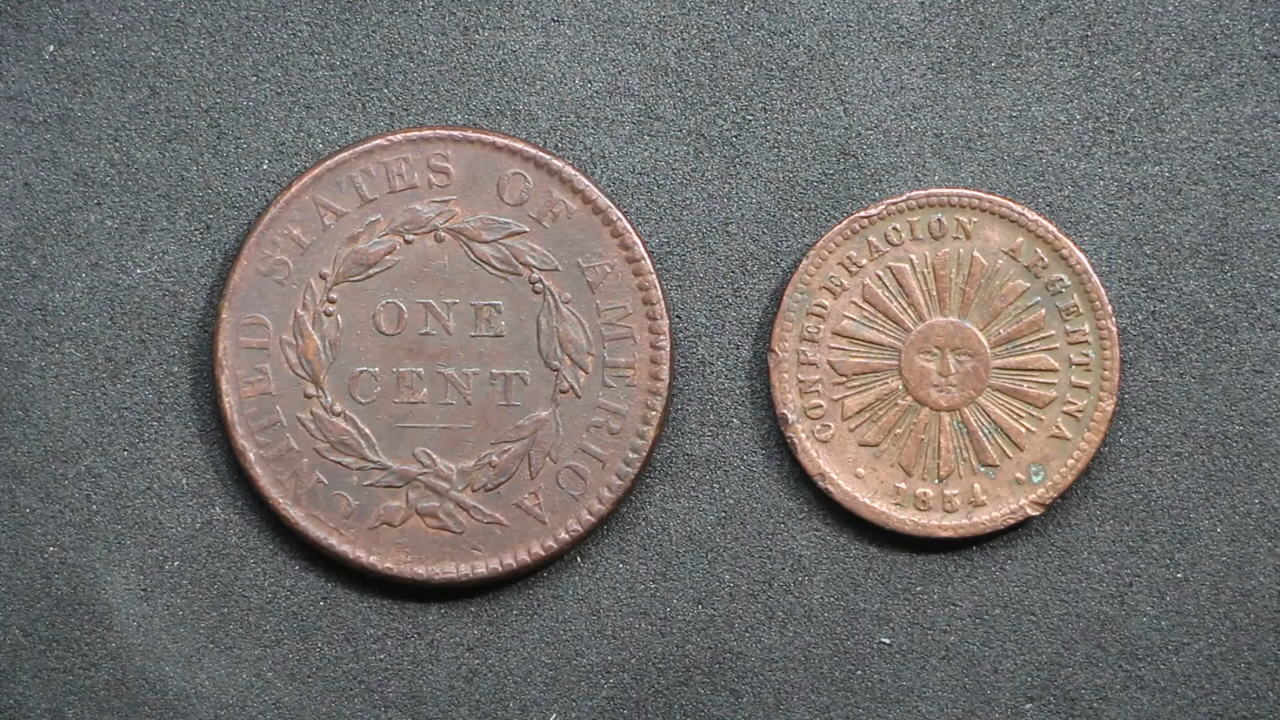 UNITED STATES OF AMERICA
ONE
CENT
CONFEDERACION ARGENTINA
1854